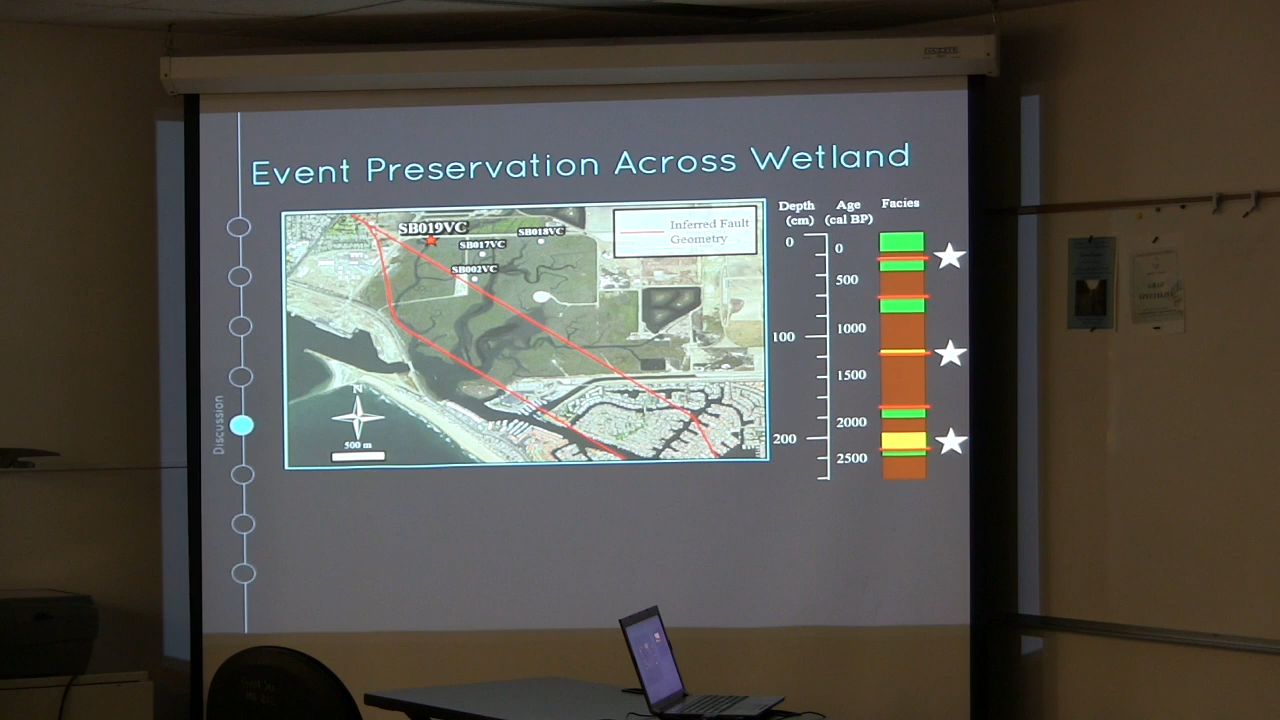 Event Preservation Across Wetland
SB019VC
SB017VC
SB018VC
SB002VC
Inferred Fault
Geometry
N
500 m
Depth
(cm)
Age
(cal BP)
Facies
0
100
200
0
500
1000
1500
2000
2500
Discussion